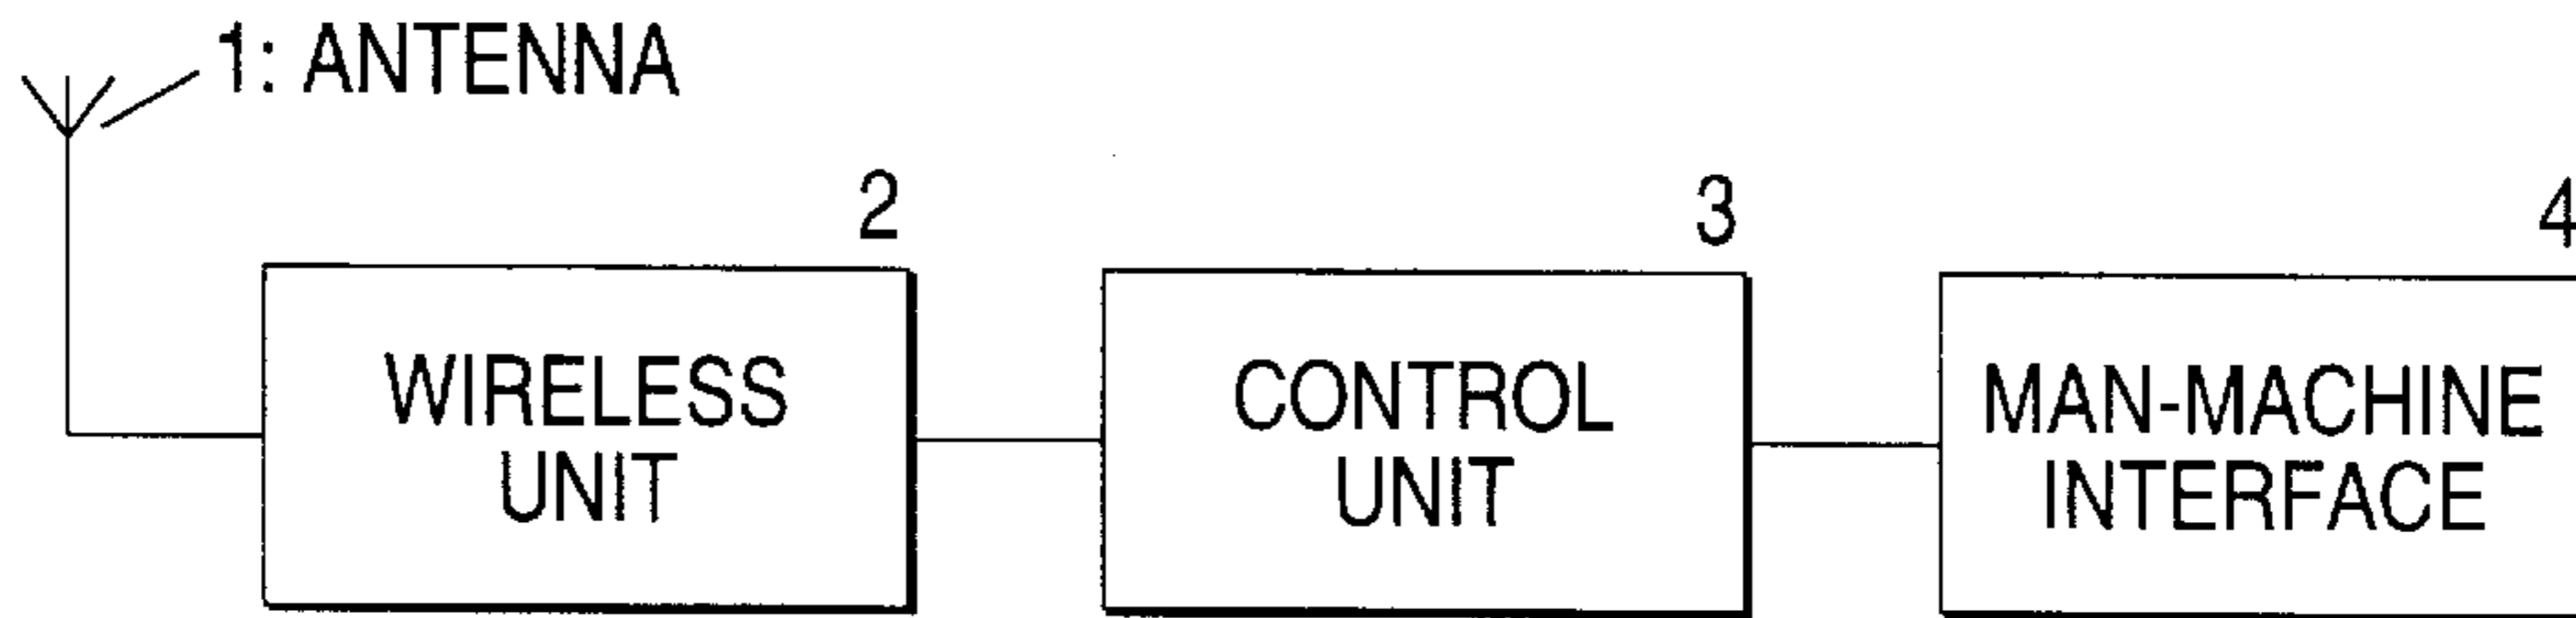 1: ANTENNA
2
3
4
WIRELESS
UNIT
CONTROL
UNIT
MAN-MACHINE
INTERFACE